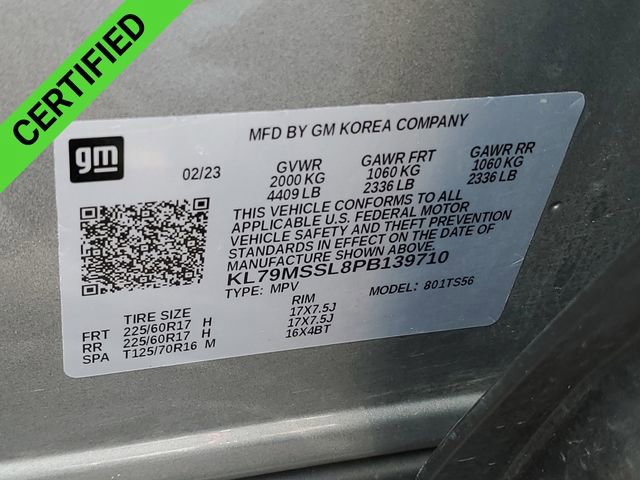 CERTIFIED
gm
MFD BY GM KOREA COMPANY
02/23 GVWR GAWR FRT GAWR RR
2000 KG 1060 KG 1060 KG
4409 LB 2336 LB 2336 LB
THIS VEHICLE CONFORMS TO ALL
APPLICABLE U.S. FEDERAL MOTOR
VEHICLE SAFETY AND THEFT PREVENTION
STANDARDS IN EFFECT ON THE DATE OF
MANUFACTURE SHOWN ABOVE.
KL79MSSL8PB139710
TYPE: MPV MODEL: 801TS56
TIRE SIZE RIM
FRT 225/60R17 H 17X7.5J
RR 225/60R17 H 17X7.5J
SPA T125/70R16 M 16X4BT